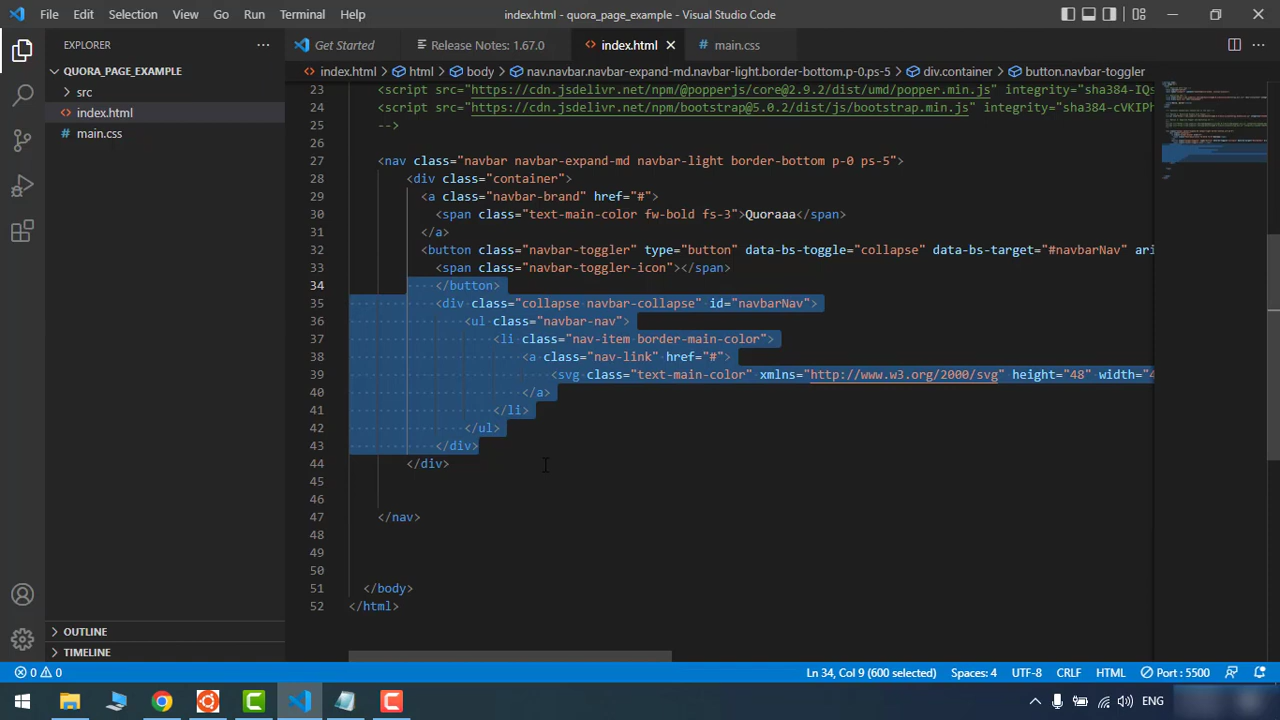 File Edit Selection View Go Run Terminal Help
index.html - quora_page_example - Visual Studio Code
EXPLORER
Get Started
Release Notes: 1.67.0
<> index.html
# main.css
QUORA_PAGE_EXAMPLE
src
<> index.html
# main.css
<> index.html > html > body > nav.navbar.navbar-expand-md.navbar-light.border-bottom.p-0.ps-5 > div.container > button.navbar-toggler
23 <script src="https://cdn.jsdelivr.net/npm/@popperjs/core@2.9.2/dist/umd/popper.min.js" integrity="sha384-IQs
24 <script src="https://cdn.jsdelivr.net/npm/bootstrap@5.0.2/dist/js/bootstrap.min.js" integrity="sha384-cVKIPh
25 -->
26
27 <nav class="navbar navbar-expand-md navbar-light border-bottom p-0 ps-5">
28 <div class="container">
29 <a class="navbar-brand" href="#">
30 <span class="text-main-color fw-bold fs-3">Quoraaa</span>
31 </a>
32 <button class="navbar-toggler" type="button" data-bs-toggle="collapse" data-bs-target="#navbarNav" ari
33 <span class="navbar-toggler-icon"></span>
34 </button>
35 <div class="collapse navbar-collapse" id="navbarNav">
36 <ul class="navbar-nav">
37 <li class="nav-item border-main-color">
38 <a class="nav-link" href="#">
39 <svg class="text-main-color" xmlns="http://www.w3.org/2000/svg" height="48" width="4
40 </a>
41 </li>
42 </ul>
43 </div>
44 </div>
45
46
47 </nav>
48
49
50
51 </body>
52 </html>
OUTLINE
TIMELINE
0 0 Ln 34, Col 9 (600 selected) Spaces: 4 UTF-8 CRLF HTML Port : 5500
ENG